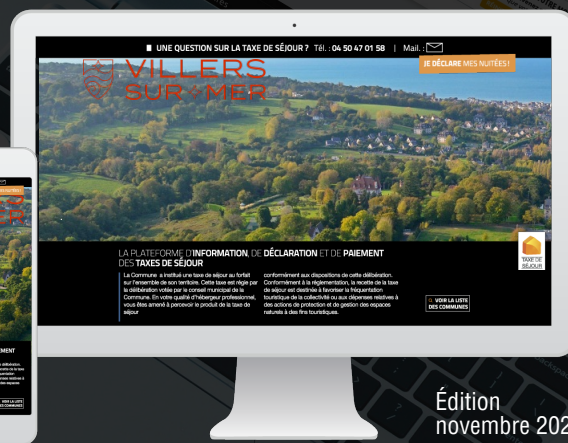 UNE QUESTION SUR LA TAXE DE SÉJOUR ? Tél. : 04 50 47 01 58 | Mail. :
JE DÉCLARE MES NUITÉES !
VILLERS
SUR MER
LA PLATEFORME D'INFORMATION, DE DÉCLARATION ET DE PAIEMENT
DES TAXES DE SÉJOUR
La Commune a institué une taxe de séjour au forfait
sur l'ensemble de son territoire. Cette taxe est régie par
la délibération votée par le conseil municipal de la
Commune. En votre qualité d'hébergeur professionnel,
vous êtes amené à percevoir le produit de la taxe de
séjour
conformément aux dispositions de cette délibération.
Conformément à la réglementation, la recette de la taxe
de séjour est destinée à favoriser la fréquentation
touristique de la collectivité ou aux dépenses relatives à
des actions de protection et de gestion des espaces
naturels à des fins touristiques.
TAXE DE
SÉJOUR
VOIR LA LISTE
DES COMMUNES
VOIR LA LISTE
DES COMMUNES
Édition
novembre 202